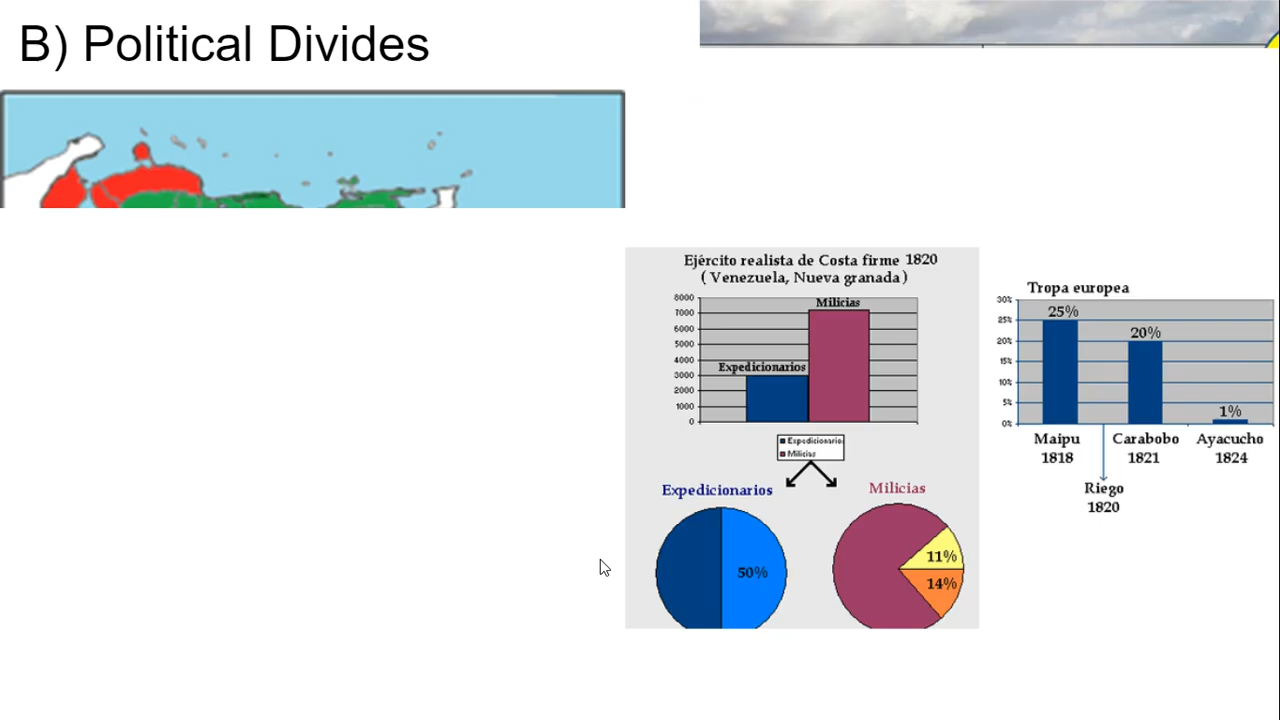 B) Political Divides
Ejército realista de Costa firme 1820
( Venezuela, Nueva granada )
8000
7000
6000
5000
4000
3000
2000
1000
0
Milicias
Expedicionarios
Expedicionarios
Milicias
Expedicionarios
50%
Milicias
11%
14%
Tropa europea
30%
25%
20%
15%
10%
5%
0%
25%
20%
1%
Maipu
1818
Carabobo
1821
Ayacucho
1824
Riego
1820